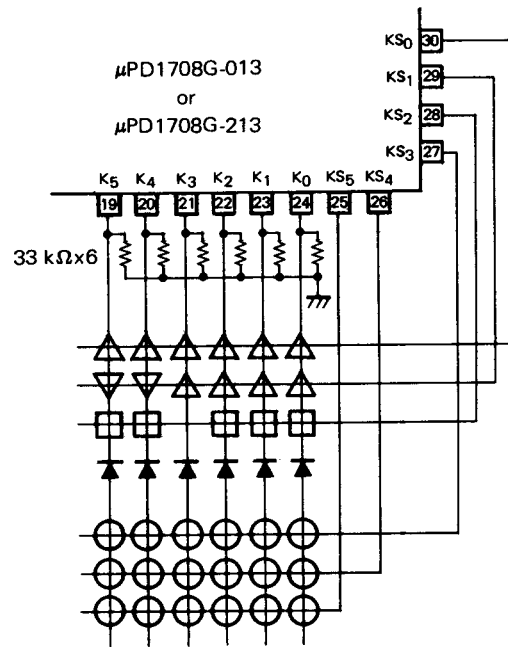 μPD1708G-013
or
μPD1708G-213
KS0 30
KS1 29
KS2 28
KS3 27
K5 K4 K3 K2 K1 K0 KS5 KS4
19 20 21 22 23 24 25 26
33 kΩ×6